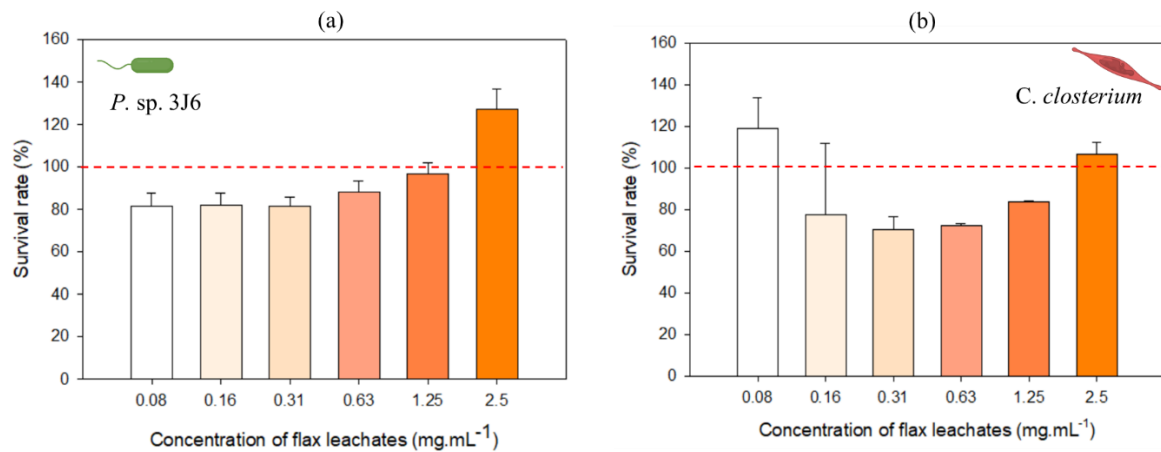 (a)
Survival rate (%)
160
140
120
100
80
60
40
20
0
P. sp. 3J6
0.08 0.16 0.31 0.63 1.25 2.5
Concentration of flax leachates (mg.mL⁻¹)
(b)
Survival rate (%)
160
140
120
100
80
60
40
20
0
C. closterium
0.08 0.16 0.31 0.63 1.25 2.5
Concentration of flax leachates (mg.mL⁻¹)